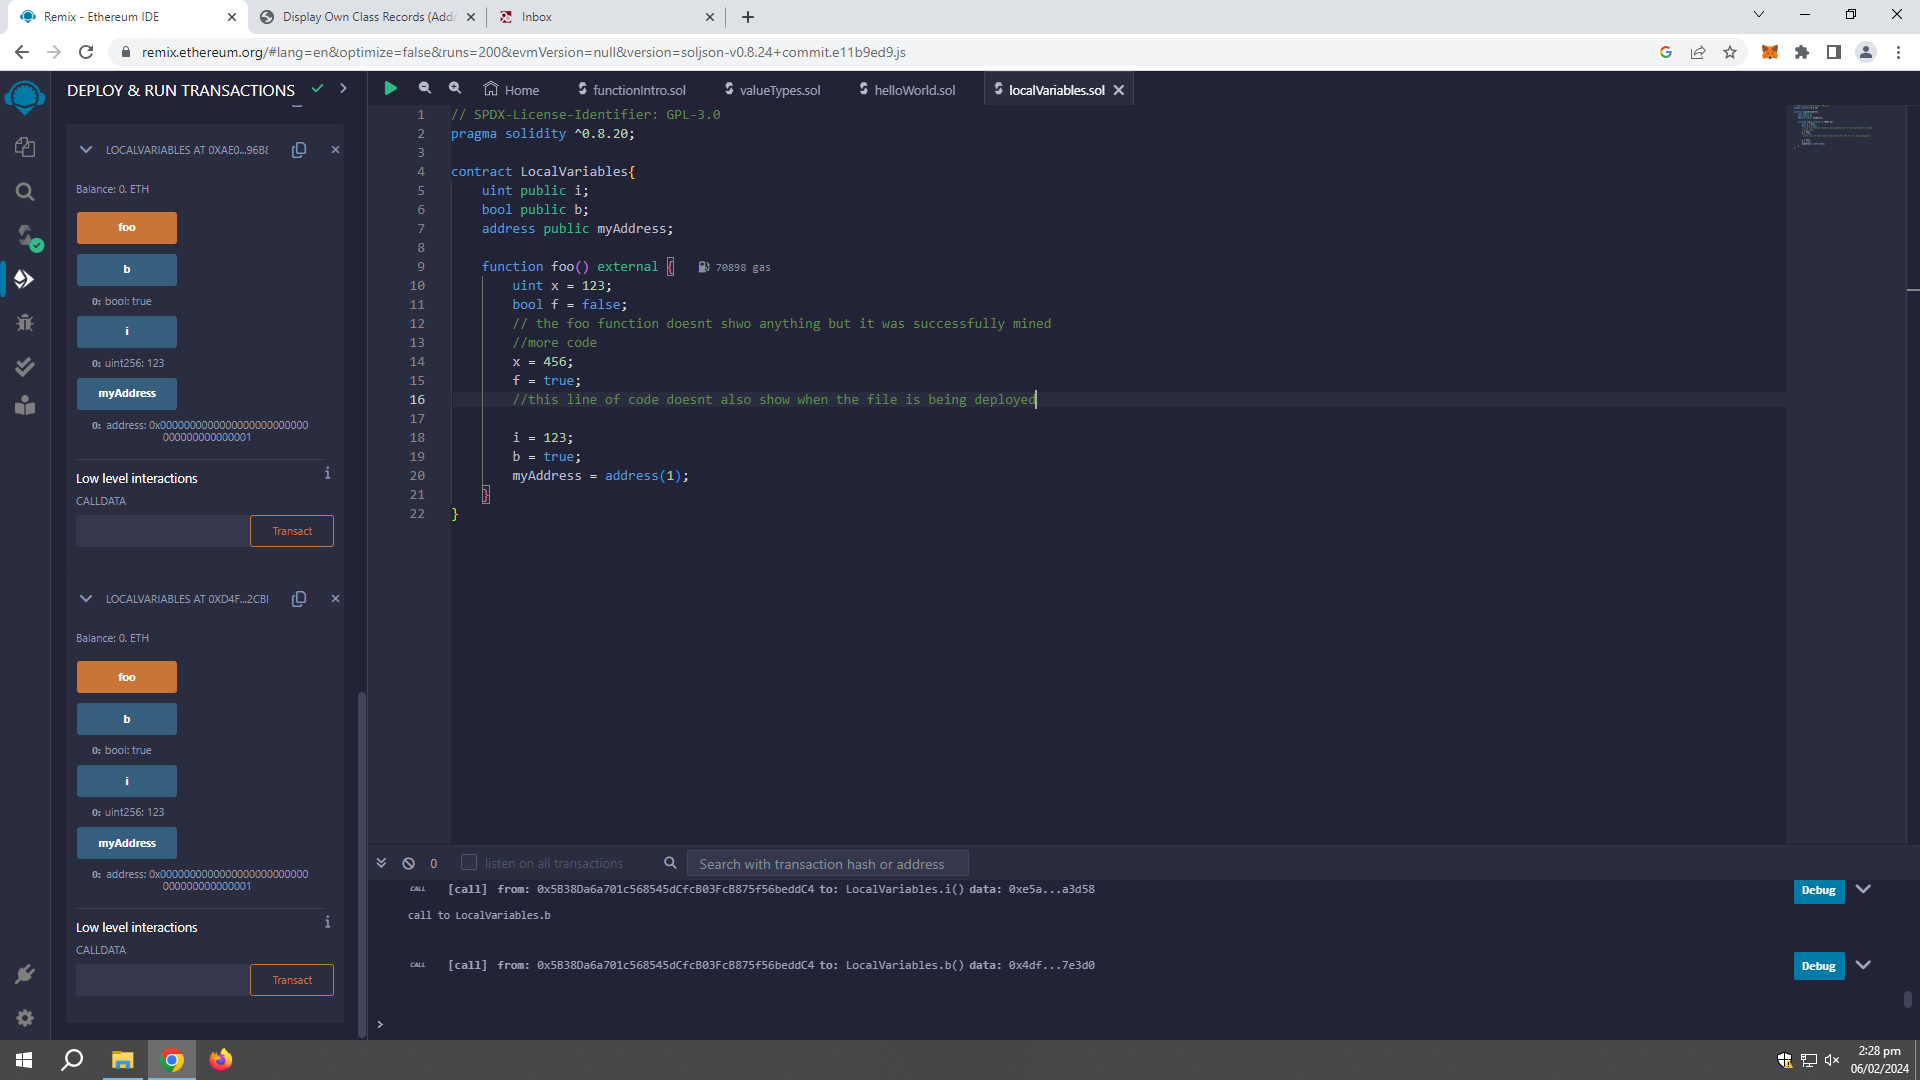 Remix - Ethereum IDE
Display Own Class Records (Add/
Inbox
remix.ethereum.org/#lang=en&optimize=false&runs=200&evmVersion=null&version=soljson-v0.8.24+commit.e11b9ed9.js
DEPLOY & RUN TRANSACTIONS
Home
functionIntro.sol
valueTypes.sol
helloWorld.sol
localVariables.sol
LOCALVARIABLES AT 0XAE0...96B8
Balance: 0. ETH
foo
b
0: bool: true
i
0: uint256: 123
myAddress
0: address: 0x0000000000000000000000000
000000000000001
Low level interactions
i
CALLDATA
Transact
LOCALVARIABLES AT 0XD4F...2CBI
Balance: 0. ETH
foo
b
0: bool: true
i
0: uint256: 123
myAddress
0: address: 0x0000000000000000000000000
000000000000001
Low level interactions
i
CALLDATA
Transact
1 // SPDX-License-Identifier: GPL-3.0
2 pragma solidity ^0.8.20;
3
4 contract LocalVariables{
5 uint public i;
6 bool public b;
7 address public myAddress;
8
9 function foo() external { 70898 gas
10 uint x = 123;
11 bool f = false;
12 // the foo function doesnt shwo anything but it was successfully mined
13 //more code
14 x = 456;
15 f = true;
16 //this line of code doesnt also show when the file is being deployed
17
18 i = 123;
19 b = true;
20 myAddress = address(1);
21 }
22 }
0
listen on all transactions
Search with transaction hash or address
CALL [call] from: 0x5B38Da6a701c568545dCfcB03FcB875f56beddC4 to: LocalVariables.i() data: 0xe5a...a3d58
Debug
call to LocalVariables.b
CALL [call] from: 0x5B38Da6a701c568545dCfcB03FcB875f56beddC4 to: LocalVariables.b() data: 0x4df...7e3d0
Debug
>
2:28 pm
06/02/2024